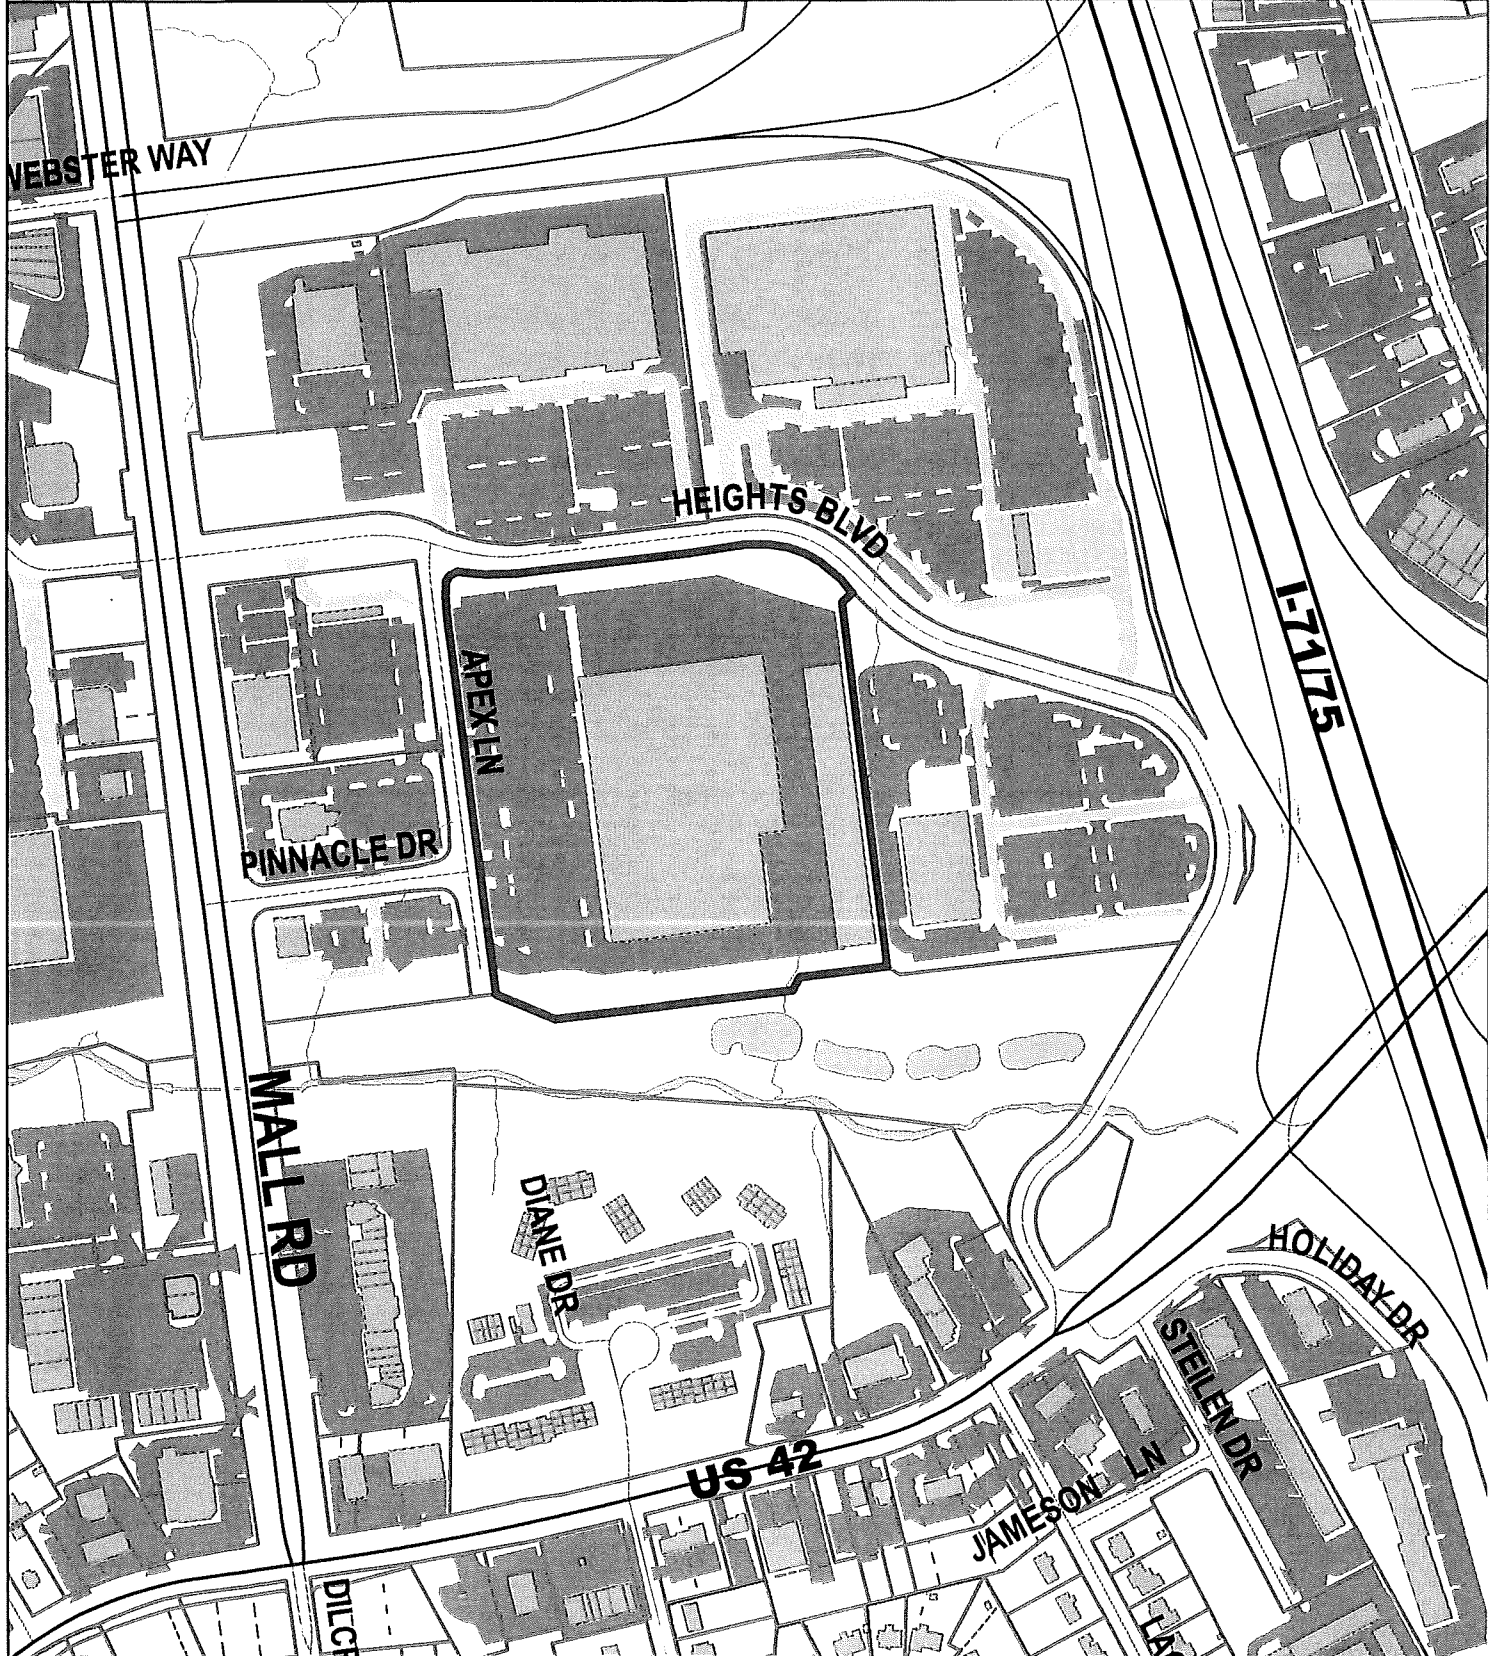 WEBSTER WAY
HEIGHTS BLVD
I-71/75
APEX LN
PINNACLE DR
MALL RD
DIANE DR
HOLIDAY DR
STEILEN DR
US 42
JAMESON LN